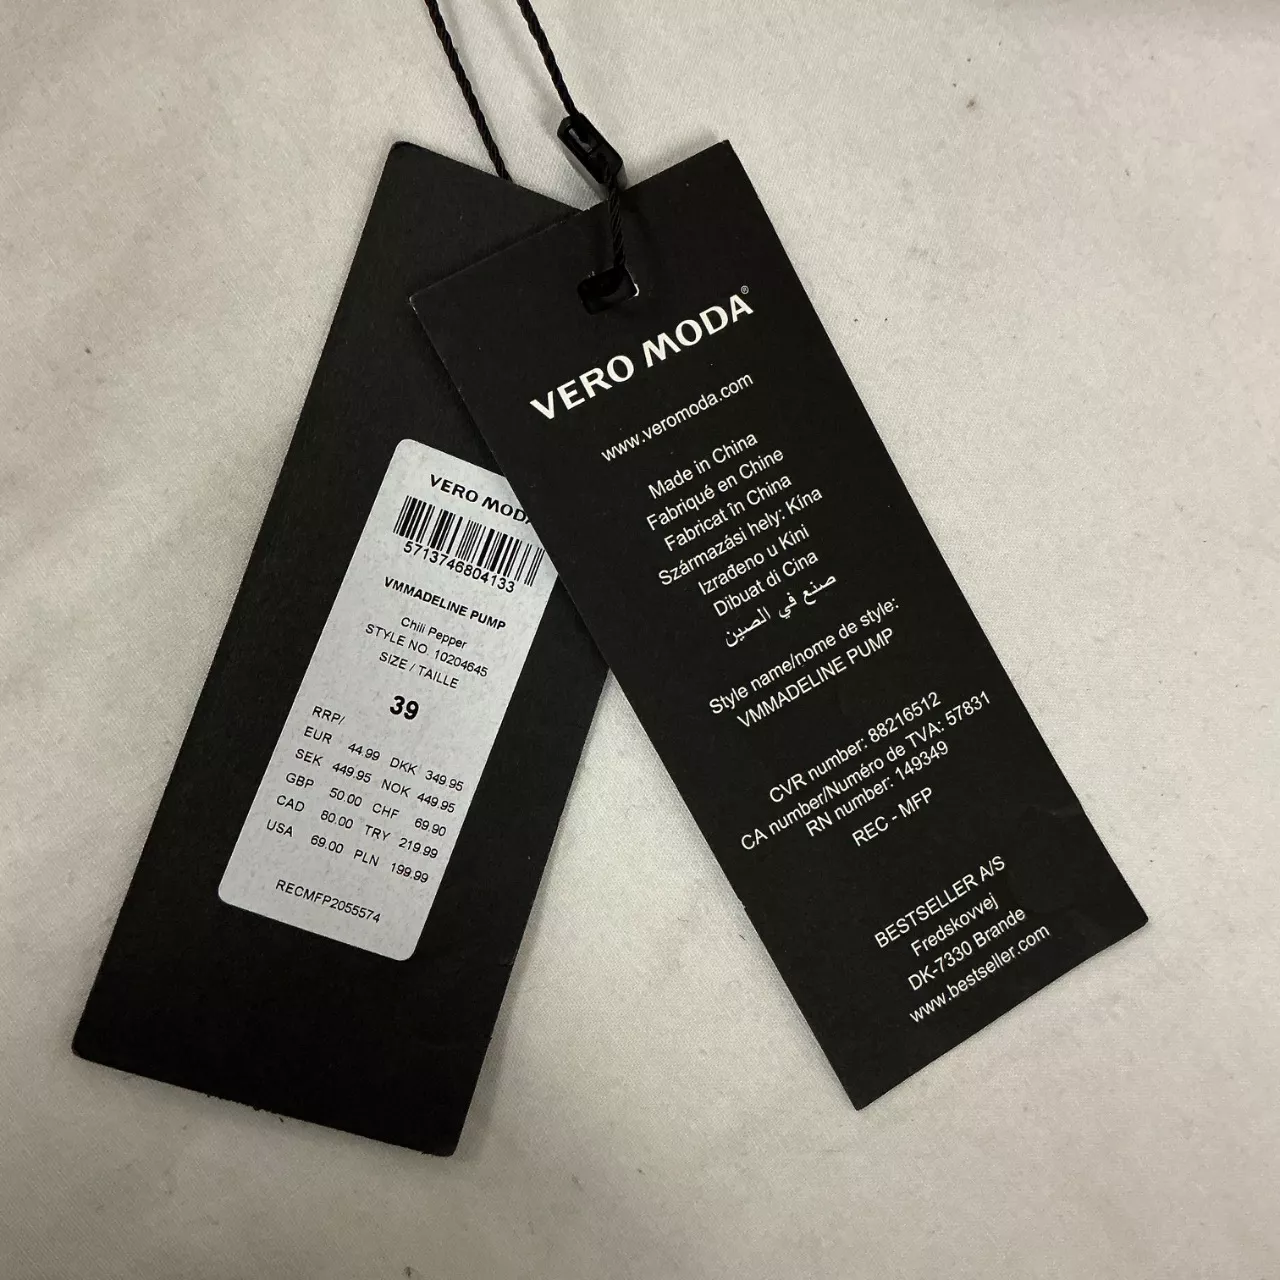 VERO MODA
5713746804133
VMMADELINE PUMP
Chili Pepper
STYLE NO. 10204645
SIZE / TAILLE
39
RRP/
EUR 44.99 DKK 349.95
SEK 449.95 NOK 449.95
GBP 50.00 CHF 69.90
CAD 60.00 TRY 219.99
USA 69.00 PLN 199.99
RECMFP2055574
VERO MODA®
www.veromoda.com
Made in China
Fabriqué en Chine
Fabricat în China
Származási hely: Kína
Izrađeno u Kini
Dibuat di Cina
صنع في الصين
Style name/nome de style:
VMMADELINE PUMP
CVR number: 88216512
CA number/Numéro de TVA: 57831
RN number: 149349
REC - MFP
BESTSELLER A/S
Fredskovvej
DK-7330 Brande
www.bestseller.com